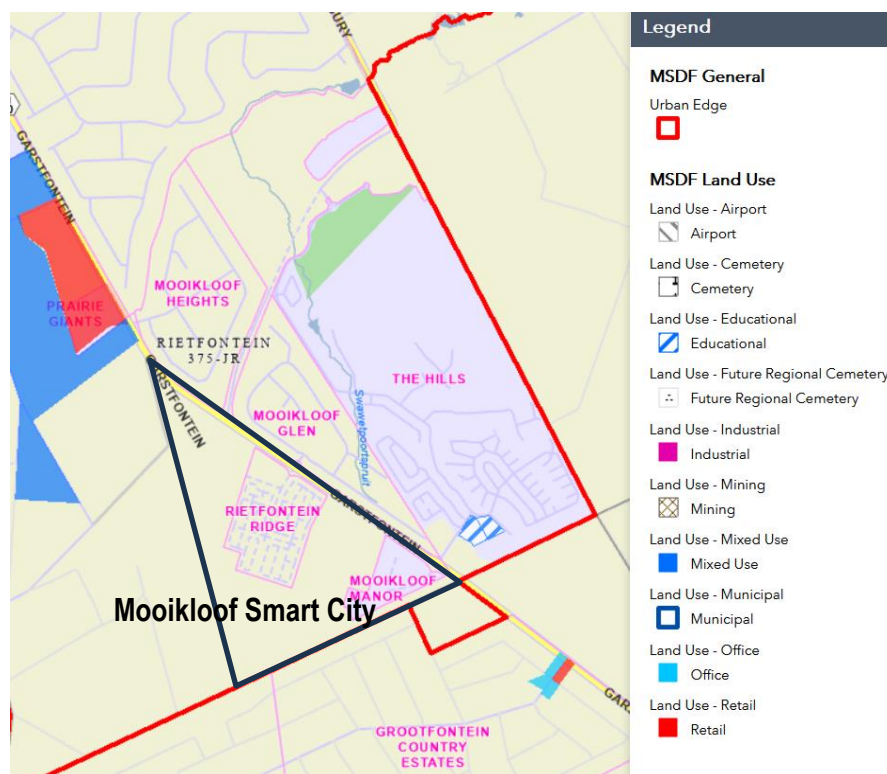 BURY
GARSTFONTEIN
PRAIRIE
GIANTS
MOOIKLOOF
HEIGHTS
RIETFONTEIN
375-JR
GARSTFONTEIN
THE HILLS
MOOIKLOOF
GLEN
Swawelpoortspruit
RIETFONTEIN
RIDGE
GARSTFONTEIN
MOOIKLOOF
MANOR
Mooikloof Smart City
GARS
GROOTFONTEIN
COUNTRY
ESTATES
Legend
MSDF General
Urban Edge
MSDF Land Use
Land Use - Airport
Airport
Land Use - Cemetery
Cemetery
Land Use - Educational
Educational
Land Use - Future Regional Cemetery
Future Regional Cemetery
Land Use - Industrial
Industrial
Land Use - Mining
Mining
Land Use - Mixed Use
Mixed Use
Land Use - Municipal
Municipal
Land Use - Office
Office
Land Use - Retail
Retail